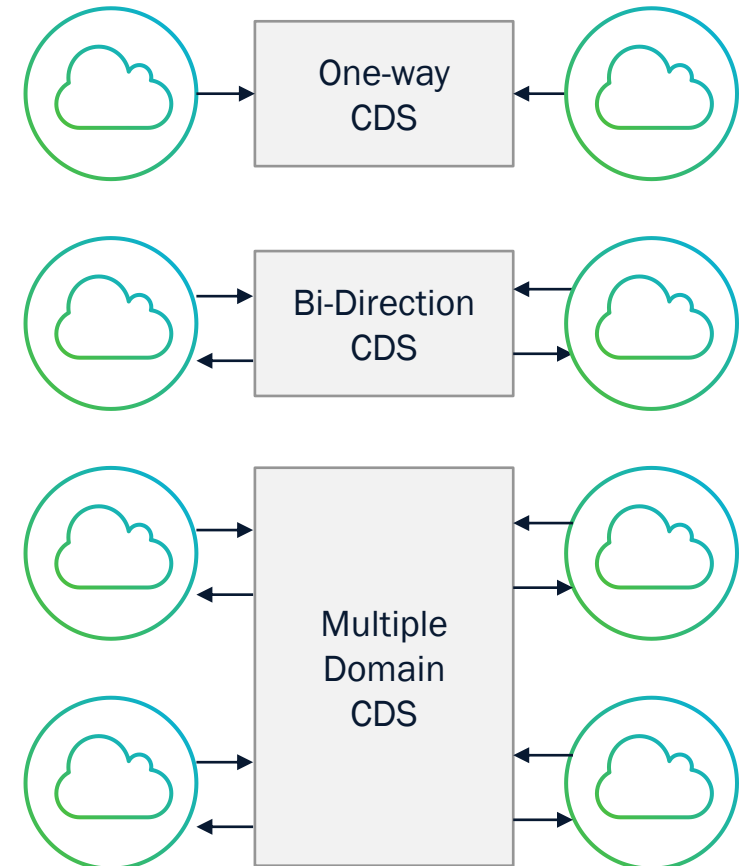 One-way
CDS
Bi-Direction
CDS
Multiple
Domain
CDS